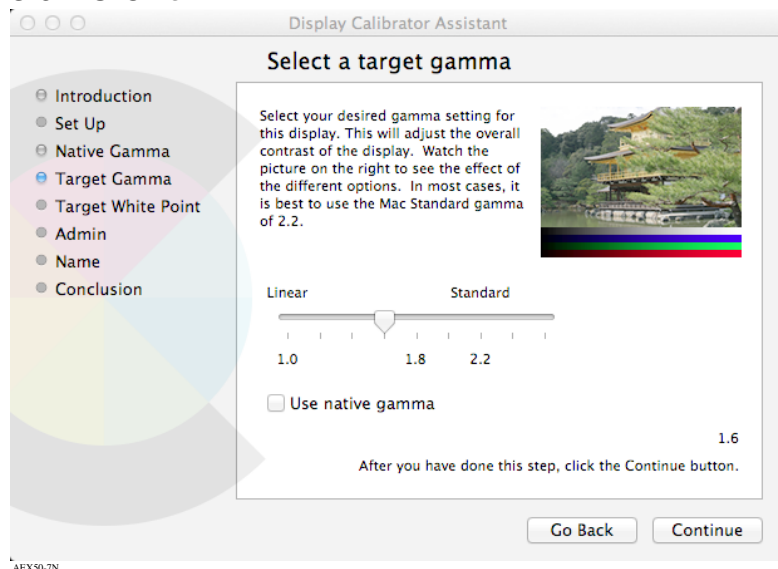 Display Calibrator Assistant
Select a target gamma
Introduction
Set Up
Native Gamma
Target Gamma
Target White Point
Admin
Name
Conclusion
Select your desired gamma setting for
this display. This will adjust the overall
contrast of the display. Watch the
picture on the right to see the effect of
the different options. In most cases, it
is best to use the Mac Standard gamma
of 2.2.
Linear Standard
1.0 1.8 2.2
Use native gamma
1.6
After you have done this step, click the Continue button.
Go Back Continue